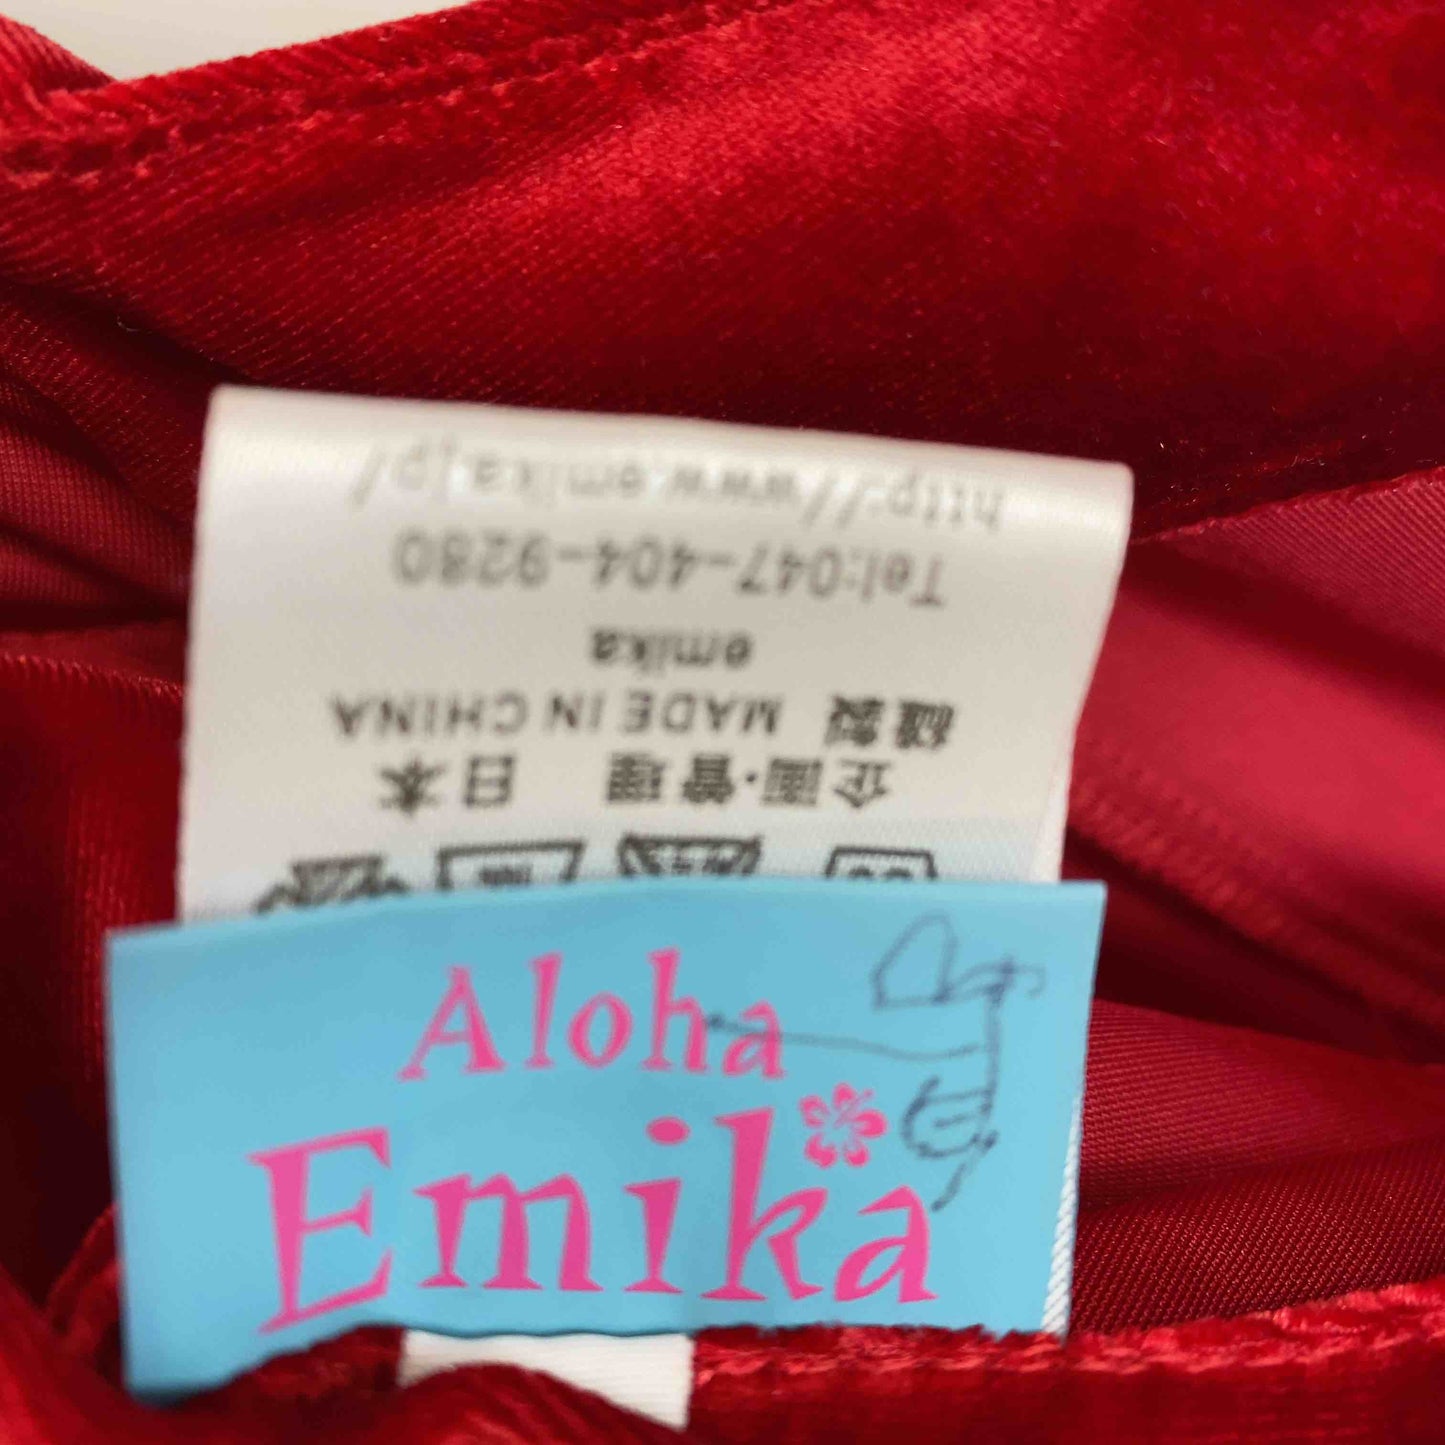 Aloha
Emika
企画・管理 日本
縫製 MADE IN CHINA
emika
Tel:047-404-9280
http://www.emika.jp/